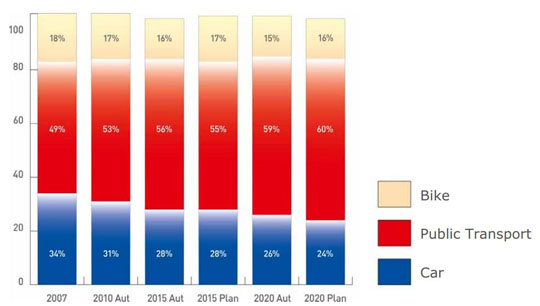 100
80
60
40
20
0
18% 17% 16% 17% 15% 16%
49% 53% 56% 55% 59% 60%
34% 31% 28% 28% 26% 24%
2007 2010 Aut 2015 Aut 2015 Plan 2020 Aut 2020 Plan
Bike
Public Transport
Car